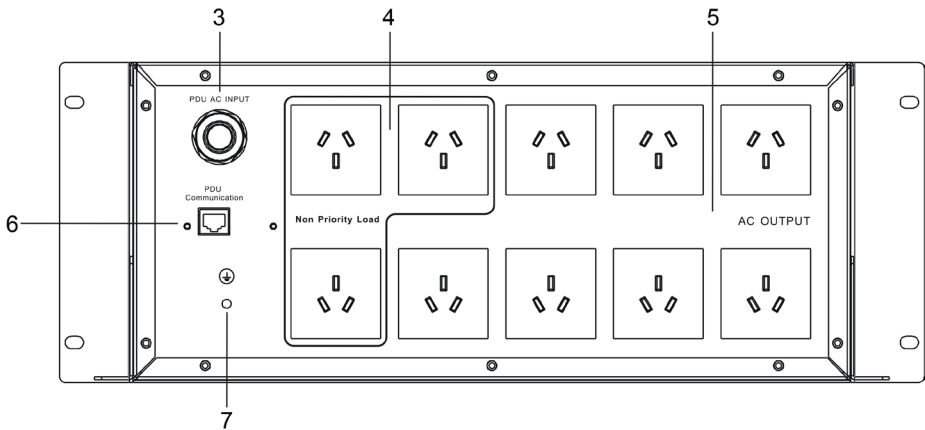 3
4
5
PDU AC INPUT
PDU
Communication
6
Non Priority Load
AC OUTPUT
7